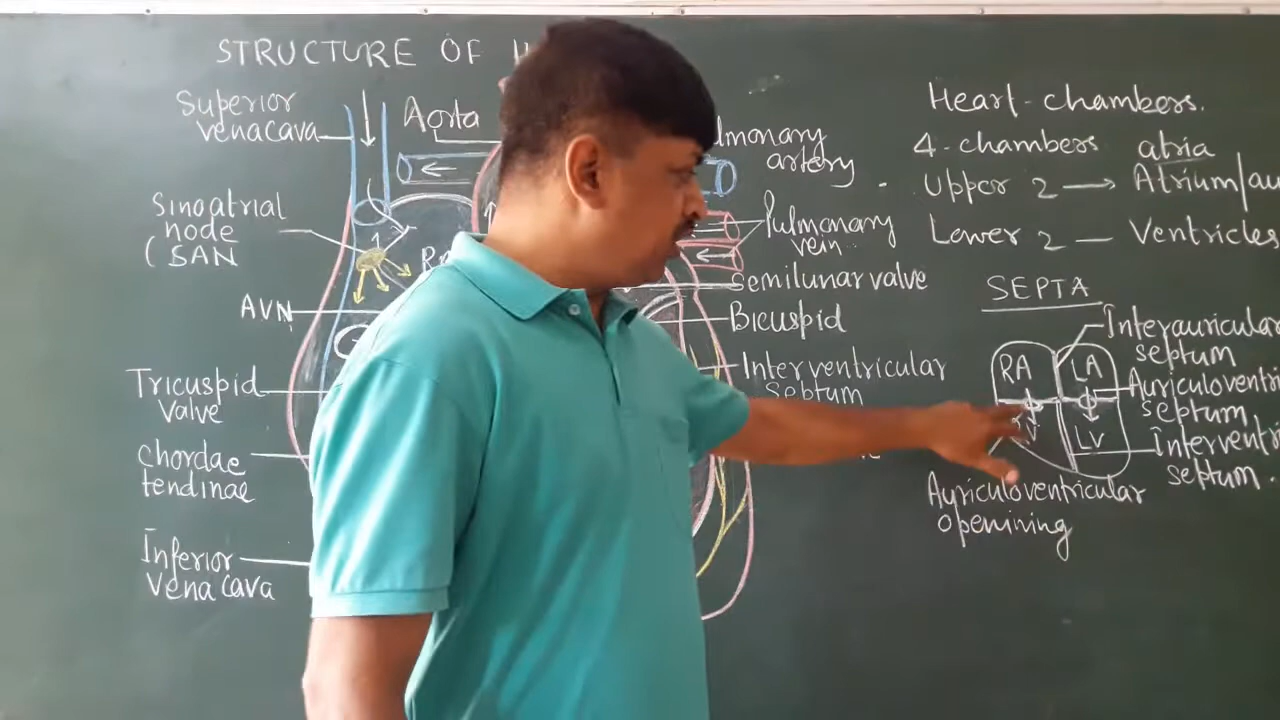 STRUCTURE OF
Superior
venacava
Aorta
Sinoatrial
node
(SAN
AVN
Tricuspid
valve
chordae
tendinae
Inferior
vena cava
lmonary
artery
Pulmonary
vein
Semilunar valve
Bicuspid
Interventricular
Septum
Heart-chambers.
4-chambers atria
Upper 2 → Atrium/au
Lower 2 — Ventricles
SEPTA
RA LA
LV
Interauricular
septum
Auriculoventri
septum
Interventri
septum.
Auriculoventricular
openining